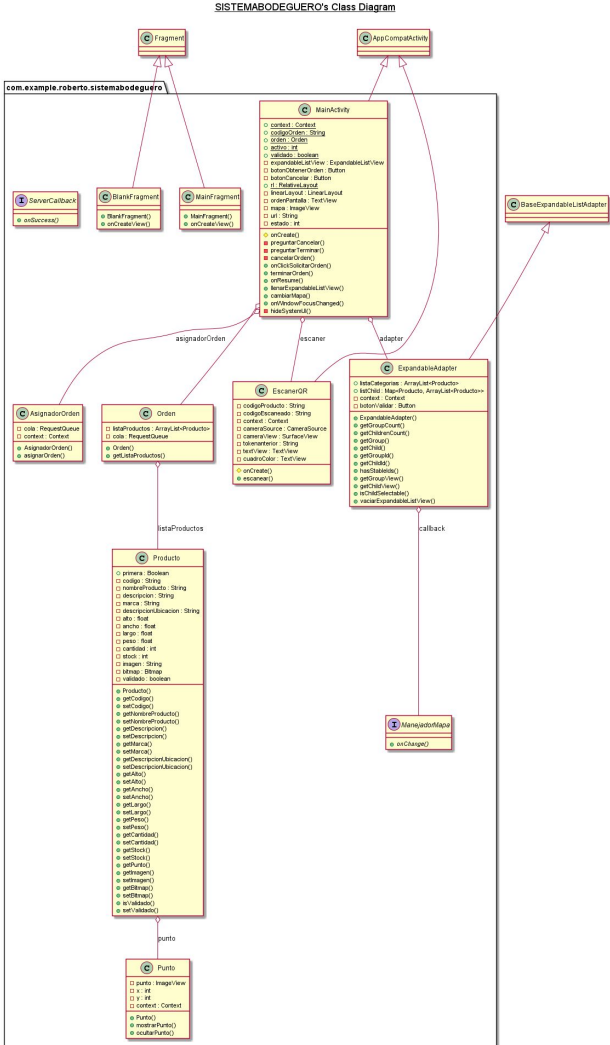 SISTEMABODEGUERO's Class Diagram
C Fragment
C AppCompatActivity
com.example.roberto.sistemabodeguero
C MainActivity
context : Context
codigoOrden : String
orden : Orden
activo : int
validado : boolean
expandableListView : ExpandableListView
botonObtenerOrden : Button
botonCancelar : Button
rl : RelativeLayout
linearLayout : LinearLayout
ordenPantalla : TextView
mapa : ImageView
url : String
estado : int
onCreate()
preguntarCancelar()
preguntarTerminar()
cancelarOrden()
onClickSolicitarOrden()
terminarOrden()
onResume()
llenarExpandableListView()
cambiarMapa()
onWindowFocusChanged()
hideSystemUI()
I ServerCallback
onSuccess()
C BlankFragment
BlankFragment()
onCreateView()
C MainFragment
MainFragment()
onCreateView()
C BaseExpandableListAdapter
asignadorOrden
escaner
adapter
C AsignadorOrden
cola : RequestQueue
context : Context
AsignadorOrden()
asignarOrden()
C Orden
listaProductos : ArrayList<Producto>
cola : RequestQueue
Orden()
getListaProductos()
C EscanerQR
codigoProducto : String
codigoEscaneado : String
context : Context
cameraSource : CameraSource
cameraView : SurfaceView
tokenanterior : String
textView : TextView
cuadroColor : TextView
onCreate()
escanear()
C ExpandableAdapter
listaCategorias : ArrayList<Producto>
listChild : Map<Producto, ArrayList<Producto>>
context : Context
botonValidar : Button
ExpandableAdapter()
getGroupCount()
getChildrenCount()
getGroup()
getChild()
getGroupId()
getChildId()
hasStableIds()
getGroupView()
getChildView()
isChildSelectable()
vaciarExpandableListView()
listaProductos
callback
C Producto
primera : Boolean
codigo : String
nombreProducto : String
descripcion : String
marca : String
descripcionUbicacion : String
alto : float
ancho : float
largo : float
peso : float
cantidad : int
stock : int
imagen : String
bitmap : Bitmap
validado : boolean
Producto()
getCodigo()
setCodigo()
getNombreProducto()
setNombreProducto()
getDescripcion()
setDescripcion()
getMarca()
setMarca()
getDescripcionUbicacion()
setDescripcionUbicacion()
getAlto()
setAlto()
getAncho()
setAncho()
getLargo()
setLargo()
getPeso()
setPeso()
getCantidad()
setCantidad()
getStock()
setStock()
getPunto()
getImagen()
setImagen()
getBitmap()
setBitmap()
isValidado()
setValidado()
I ManejadorMapa
onChange()
punto
C Punto
punto : ImageView
x : int
y : int
context : Context
Punto()
mostrarPunto()
ocultarPunto()